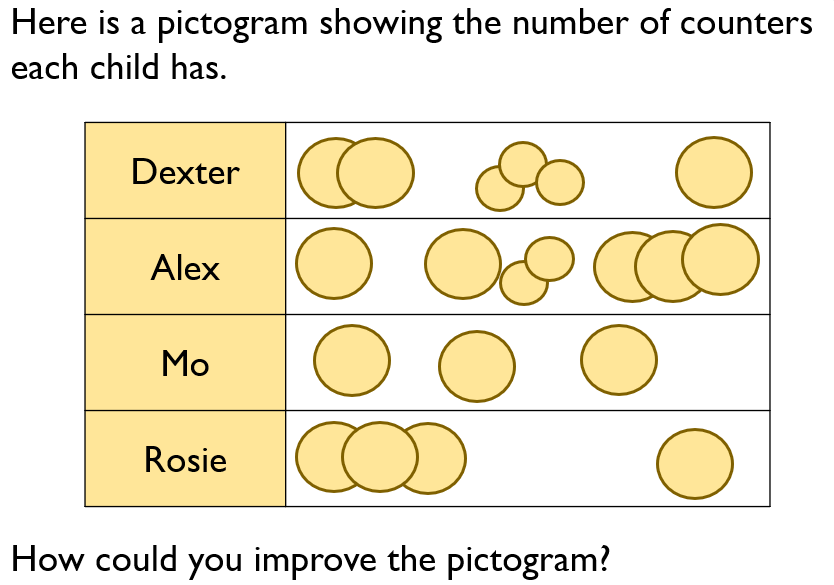 Here is a pictogram showing the number of counters
each child has.
Dexter
Alex
Mo
Rosie
How could you improve the pictogram?